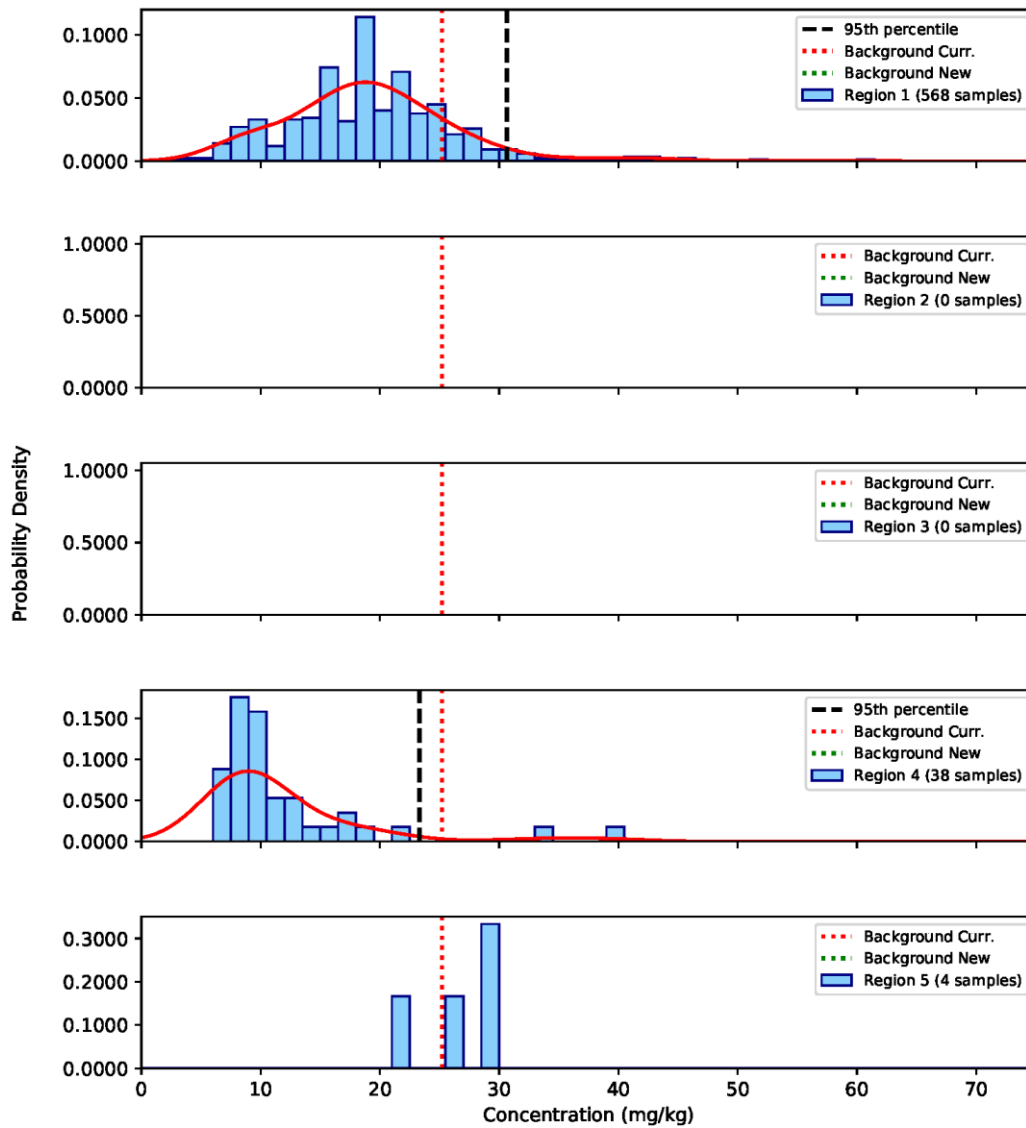 0.1000
0.0500
0.0000
95th percentile
Background Curr.
Background New
Region 1 (568 samples)
1.0000
0.5000
0.0000
Background Curr.
Background New
Region 2 (0 samples)
1.0000
0.5000
0.0000
Background Curr.
Background New
Region 3 (0 samples)
Probability Density
0.1500
0.1000
0.0500
0.0000
95th percentile
Background Curr.
Background New
Region 4 (38 samples)
0.3000
0.2000
0.1000
0.0000
Background Curr.
Background New
Region 5 (4 samples)
0 10 20 30 40 50 60 70
Concentration (mg/kg)